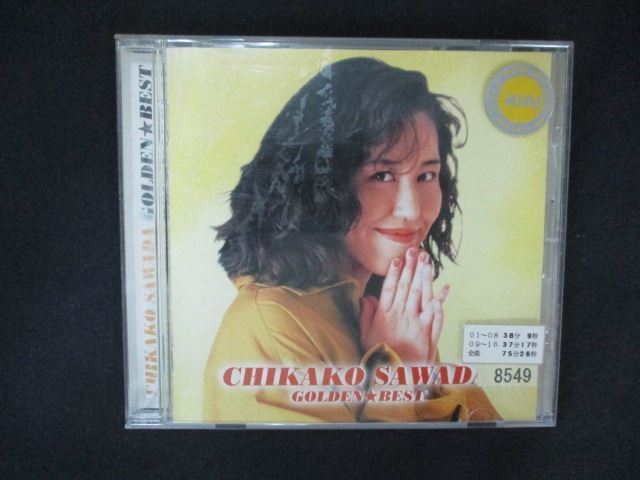 CHIKAKO SAWADA GOLDEN★BEST
CHIKAKO SAWADA
GOLDEN★BEST
01〜08 38分 9秒
09〜16 37分17秒
全曲 75分26秒
8549